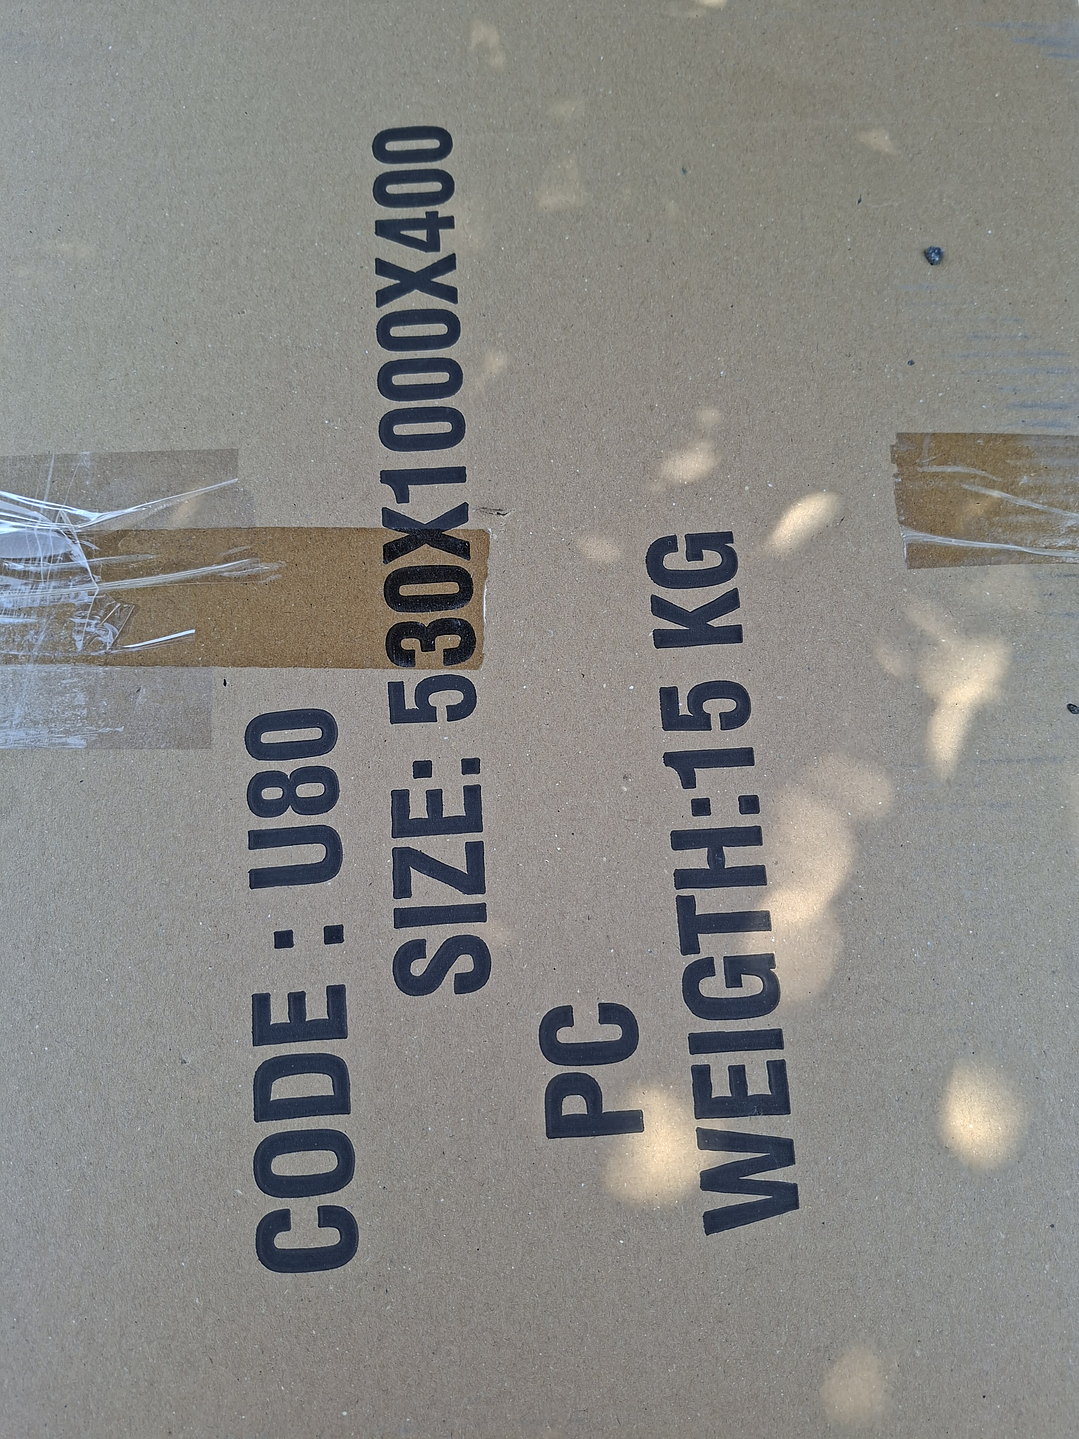 CODE : U80
SIZE: 530X1000X400
PC
WEIGTH:15 KG